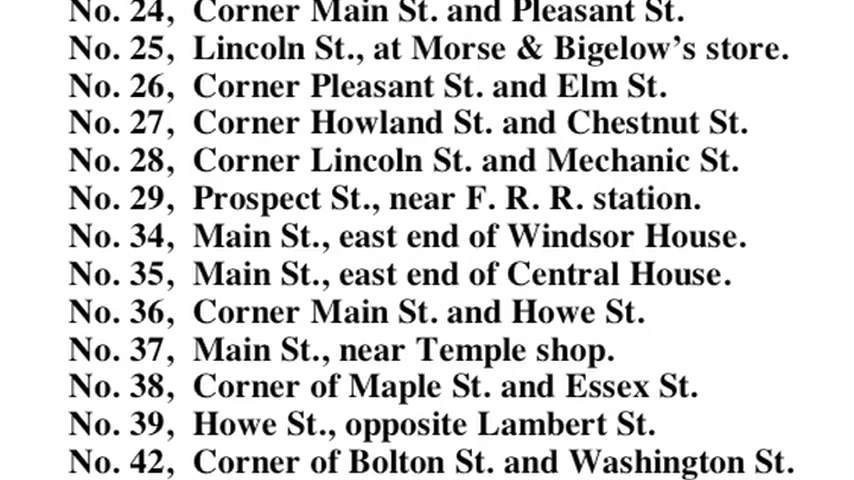 No. 24, Corner Main St. and Pleasant St.
No. 25, Lincoln St., at Morse & Bigelow’s store.
No. 26, Corner Pleasant St. and Elm St.
No. 27, Corner Howland St. and Chestnut St.
No. 28, Corner Lincoln St. and Mechanic St.
No. 29, Prospect St., near F. R. R. station.
No. 34, Main St., east end of Windsor House.
No. 35, Main St., east end of Central House.
No. 36, Corner Main St. and Howe St.
No. 37, Main St., near Temple shop.
No. 38, Corner of Maple St. and Essex St.
No. 39, Howe St., opposite Lambert St.
No. 42, Corner of Bolton St. and Washington St.